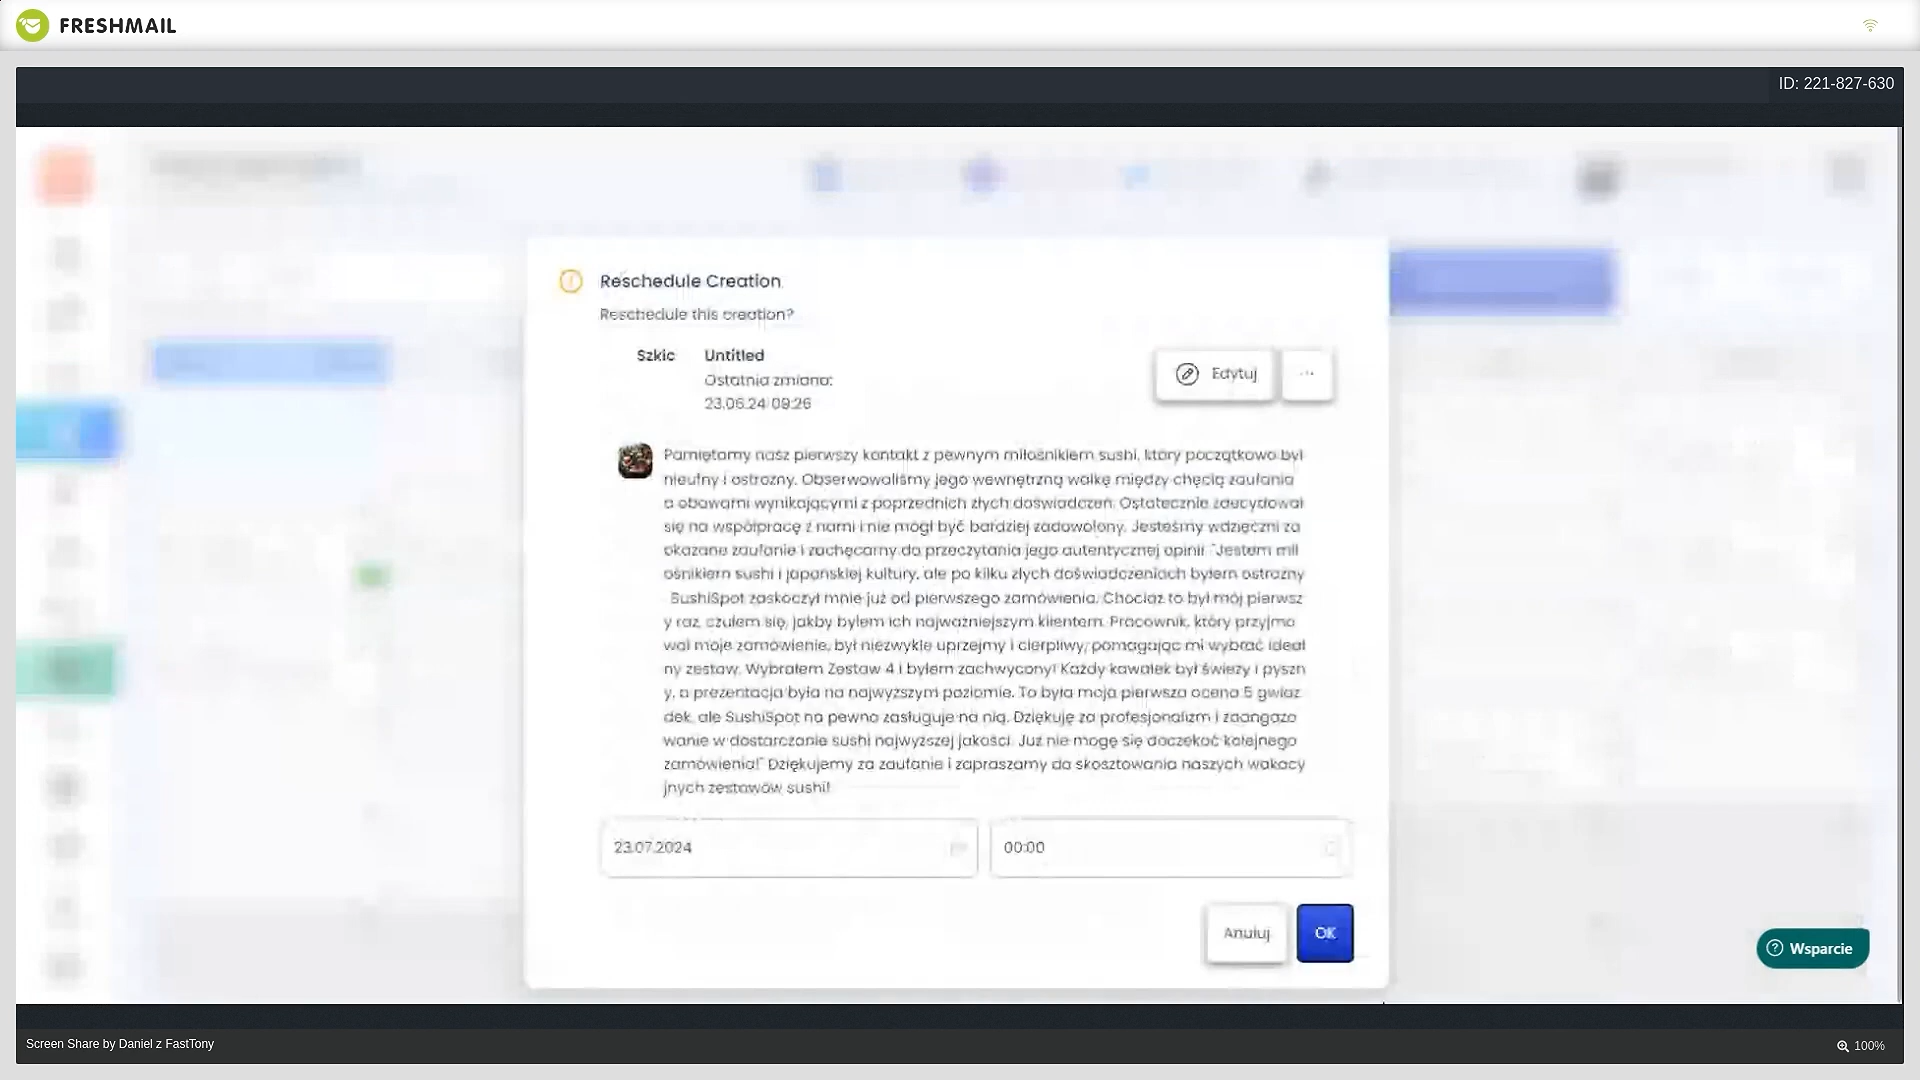 FRESHMAIL
ID: 221-827-630
Reschedule Creation
Reschedule this creation?
Szkic
Untitled
Ostatnia zmiana:
23.06.24 09:26
Edytuj
...
Pamiętamy nasz pierwszy kontakt z pewnym miłośnikiem sushi, który początkowo był
nieufny i ostrożny. Obserwowaliśmy jego wewnętrzną walkę między chęcią zaufania
a obawami wynikającymi z poprzednich złych doświadczeń. Ostatecznie zdecydował
się na współpracę z nami i nie mógł być bardziej zadowolony. Jesteśmy wdzięczni za
okazane zaufanie i zachęcamy do przeczytania jego autentycznej opinii: "Jestem mił
ośnikiem sushi i japońskiej kultury, ale po kilku złych doświadczeniach byłem ostrożny
. SushiSpot zaskoczył mnie już od pierwszego zamówienia. Chociaż to był mój pierwsz
y raz, czułem się, jakby byłem ich najważniejszym klientem. Pracownik, który przyjmo
wał moje zamówienie, był niezwykle uprzejmy i cierpliwy, pomagając mi wybrać ideal
ny zestaw. Wybrałem Zestaw 4 i byłem zachwycony! Każdy kawałek był świeży i pyszn
y, a prezentacja była na najwyższym poziomie. To była moja pierwsza ocena 5 gwiaz
dek, ale SushiSpot na pewno zasługuje na nią. Dziękuję za profesjonalizm i zaangażo
wanie w dostarczanie sushi najwyższej jakości. Już nie mogę się doczekać kolejnego
zamówienia!" Dziękujemy za zaufanie i zapraszamy do skosztowania naszych wakacy
jnych zestawów sushi!
23.07.2024
00:00
Anuluj
OK
Wsparcie
Screen Share by Daniel z FastTony
100%